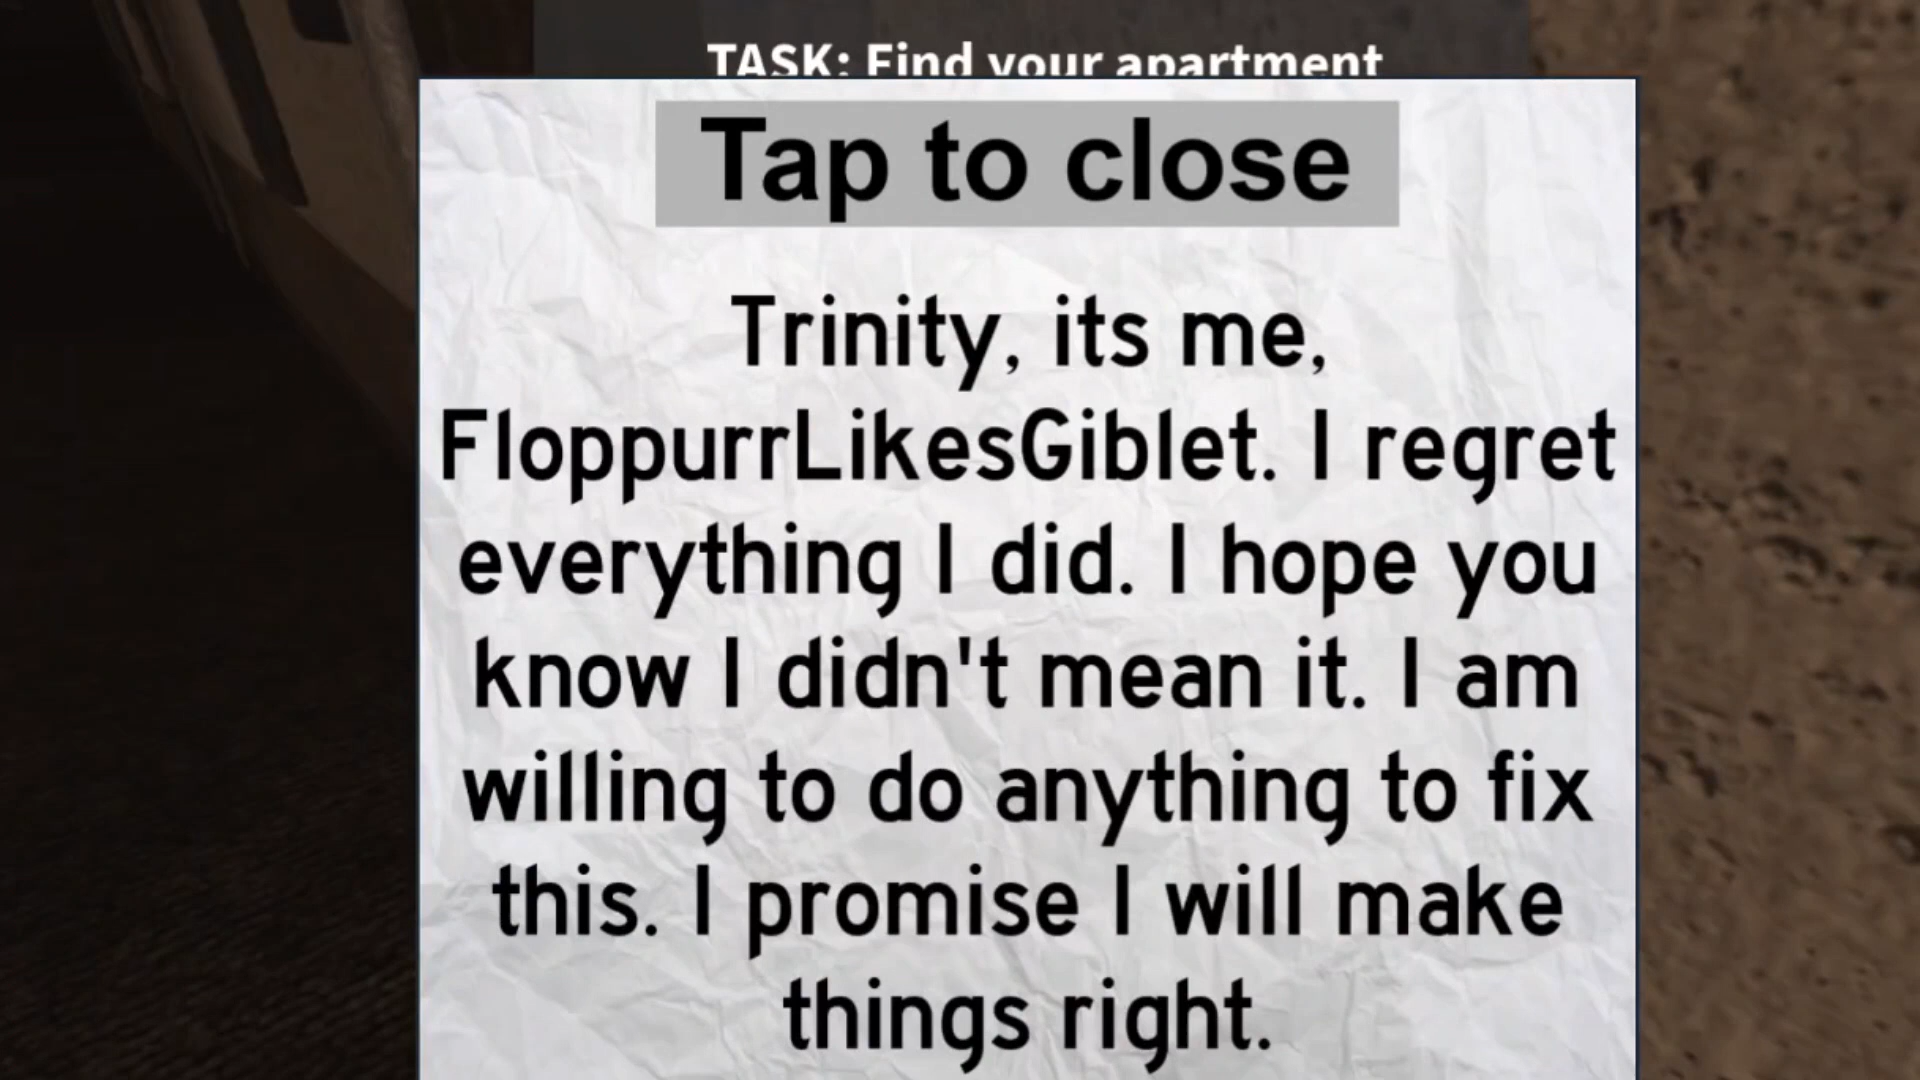 TASK: Find your apartment
Tap to close
Trinity, its me,
FloppurrLikesGiblet. I regret
everything I did. I hope you
know I didn't mean it. I am
willing to do anything to fix
this. I promise I will make
things right.